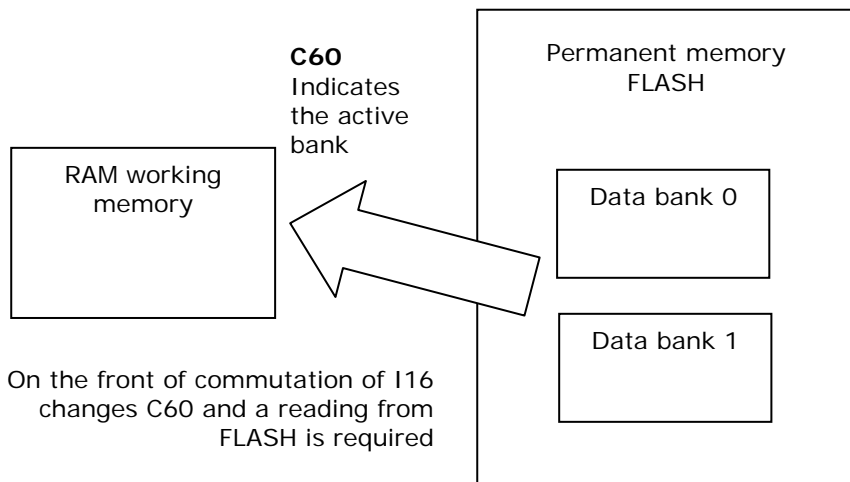 C60
Indicates
the active
bank
Permanent memory
FLASH
RAM working
memory
Data bank 0
Data bank 1
On the front of commutation of I16
changes C60 and a reading from
FLASH is required